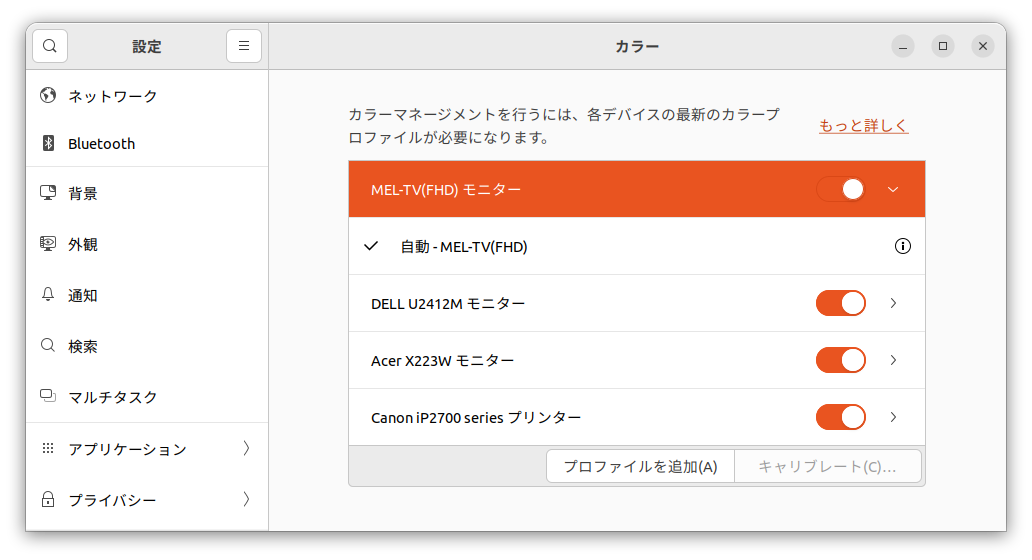 設定
カラー
ネットワーク
Bluetooth
背景
外観
通知
検索
マルチタスク
アプリケーション
プライバシー
カラーマネージメントを行うには、各デバイスの最新のカラープ
ロファイルが必要になります。
もっと詳しく
MEL-TV(FHD) モニター
自動 - MEL-TV(FHD)
DELL U2412M モニター
Acer X223W モニター
Canon iP2700 series プリンター
プロファイルを追加(A)
キャリブレート(C)…